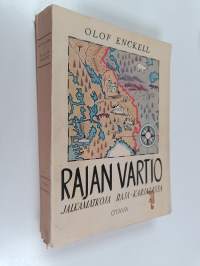 OLOF ENCKELL
RAJAN VARTIO
JALKAMATKOJA RAJA-KARJALASSA
OTAVA